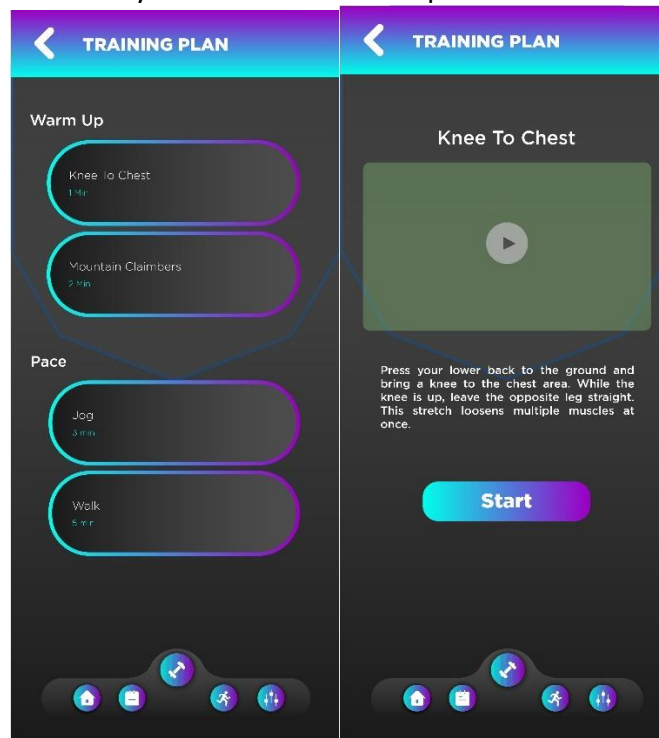 TRAINING PLAN
Warm Up
Knee To Chest
1 Min
Mountain Claimbers
2 Min
Pace
Jog
3 min
Walk
5 min
TRAINING PLAN
Knee To Chest
Press your lower back to the ground and
bring a knee to the chest area. While the
knee is up, leave the opposite leg straight.
This stretch loosens multiple muscles at
once.
Start